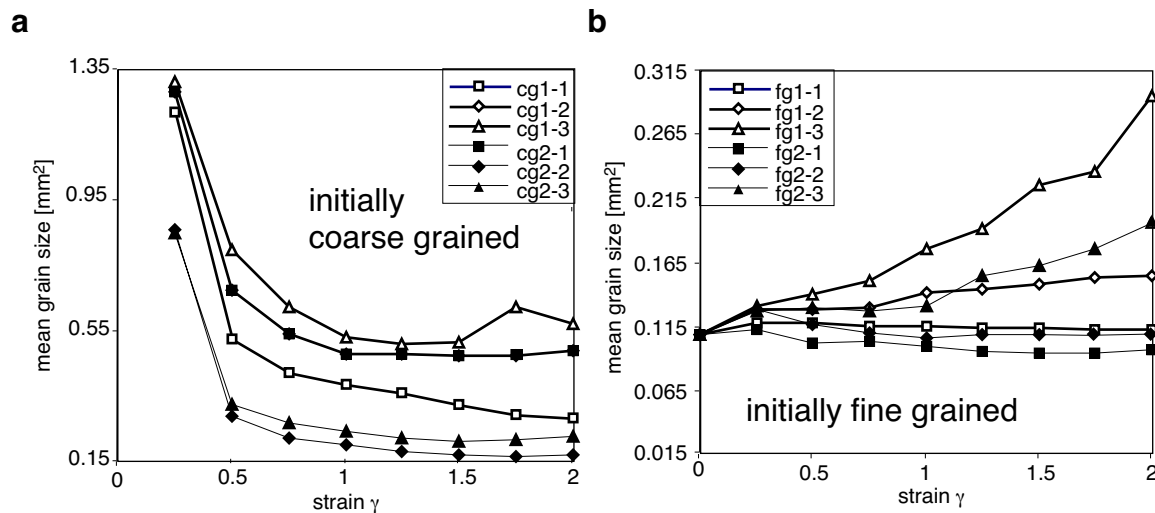 a
mean grain size [mm²]
1.35
0.95
0.55
0.15
cg1-1
cg1-2
cg1-3
cg2-1
cg2-2
cg2-3
initially
coarse grained
0
0.5
1
1.5
2
strain γ
b
mean grain size [mm²]
0.315
0.265
0.215
0.165
0.115
0.065
0.015
fg1-1
fg1-2
fg1-3
fg2-1
fg2-2
fg2-3
initially fine grained
0
0.5
1
1.5
2
strain γ